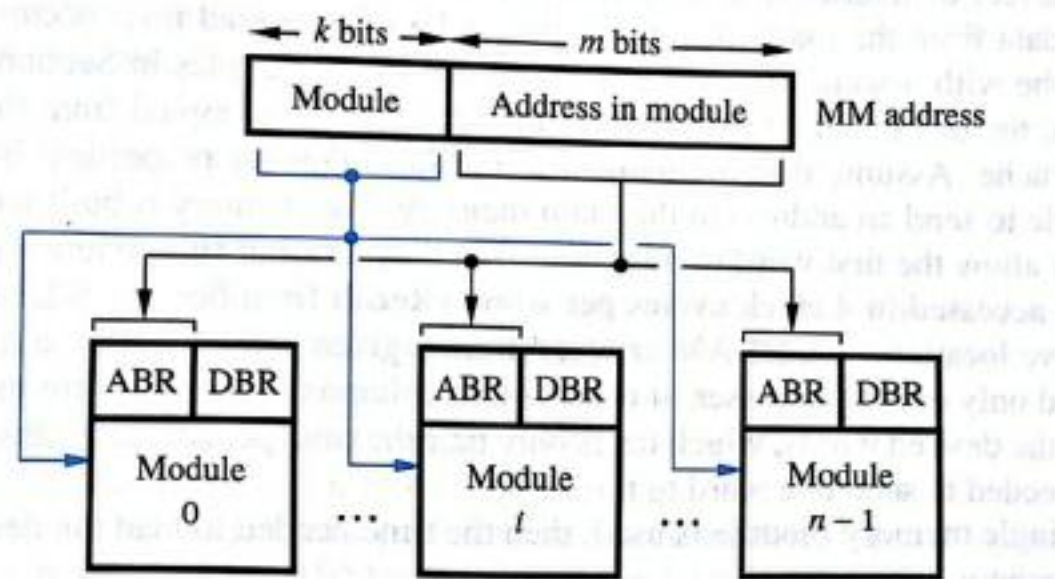 k bits
m bits
Module
Address in module
MM address
ABR DBR
ABR DBR
ABR DBR
Module
0
...
Module
i
...
Module
n − 1